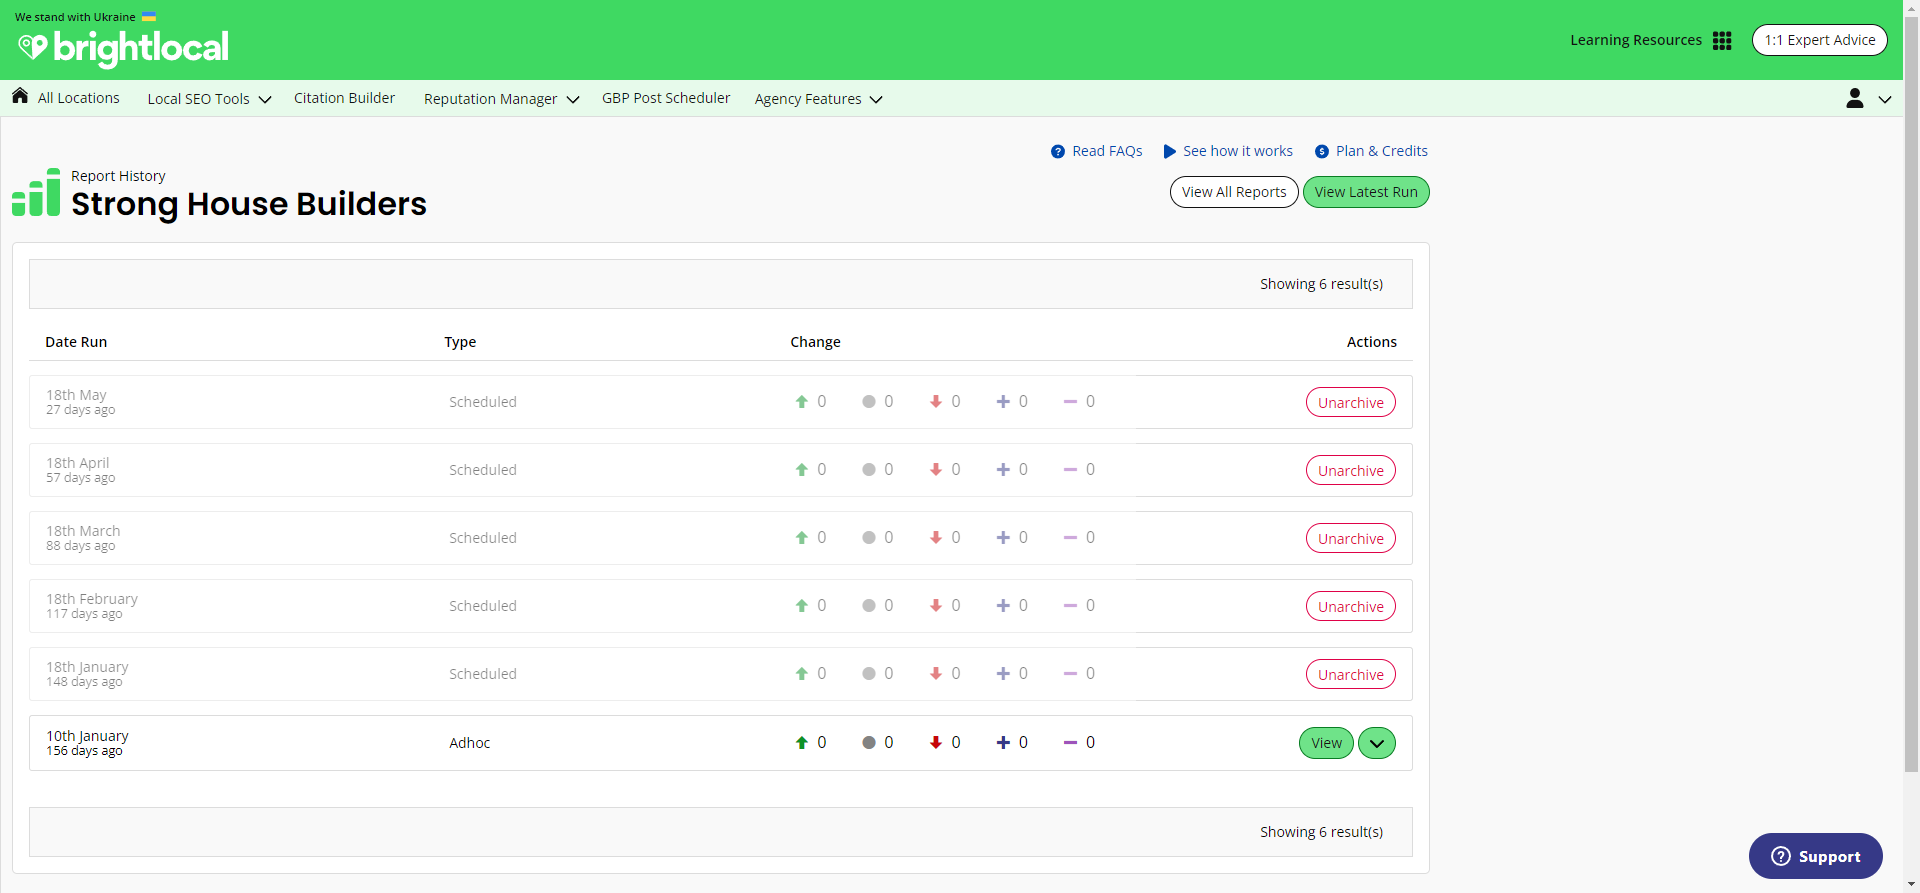 We stand with Ukraine
brightlocal
Learning Resources
1:1 Expert Advice
All Locations
Local SEO Tools
Citation Builder
Reputation Manager
GBP Post Scheduler
Agency Features
Read FAQs
See how it works
Plan & Credits
Report History
Strong House Builders
View All Reports
View Latest Run
Showing 6 result(s)
Date Run Type Change Actions
18th May
27 days ago
Scheduled 0 0 0 0 0 Unarchive
18th April
57 days ago
Scheduled 0 0 0 0 0 Unarchive
18th March
88 days ago
Scheduled 0 0 0 0 0 Unarchive
18th February
117 days ago
Scheduled 0 0 0 0 0 Unarchive
18th January
148 days ago
Scheduled 0 0 0 0 0 Unarchive
10th January
156 days ago
Adhoc 0 0 0 0 0 View
Showing 6 result(s)
Support